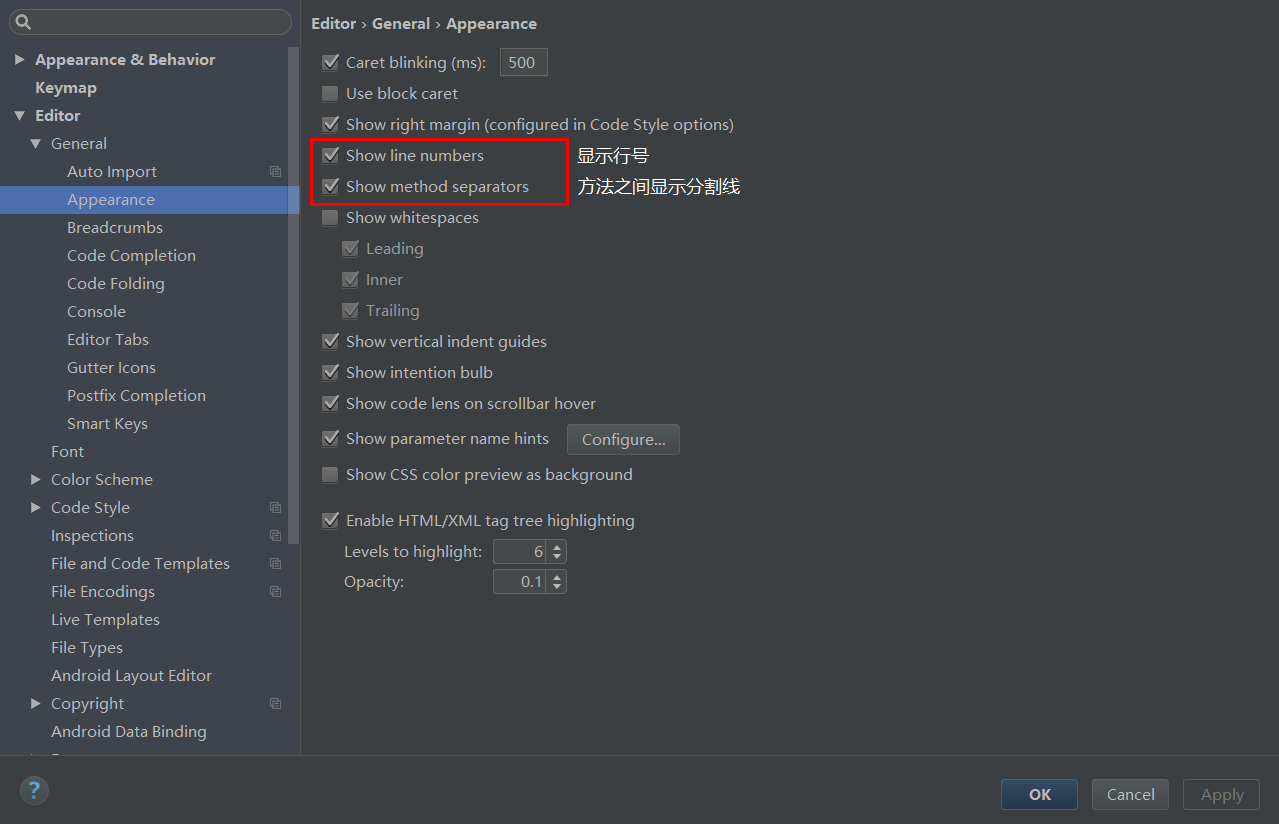 Appearance & Behavior
Keymap
Editor
General
Auto Import
Appearance
Breadcrumbs
Code Completion
Code Folding
Console
Editor Tabs
Gutter Icons
Postfix Completion
Smart Keys
Font
Color Scheme
Code Style
Inspections
File and Code Templates
File Encodings
Live Templates
File Types
Android Layout Editor
Copyright
Android Data Binding
Editor › General › Appearance
Caret blinking (ms): 500
Use block caret
Show right margin (configured in Code Style options)
Show line numbers 显示行号
Show method separators 方法之间显示分割线
Show whitespaces
Leading
Inner
Trailing
Show vertical indent guides
Show intention bulb
Show code lens on scrollbar hover
Show parameter name hints Configure...
Show CSS color preview as background
Enable HTML/XML tag tree highlighting
Levels to highlight: 6
Opacity: 0.1
? OK Cancel Apply